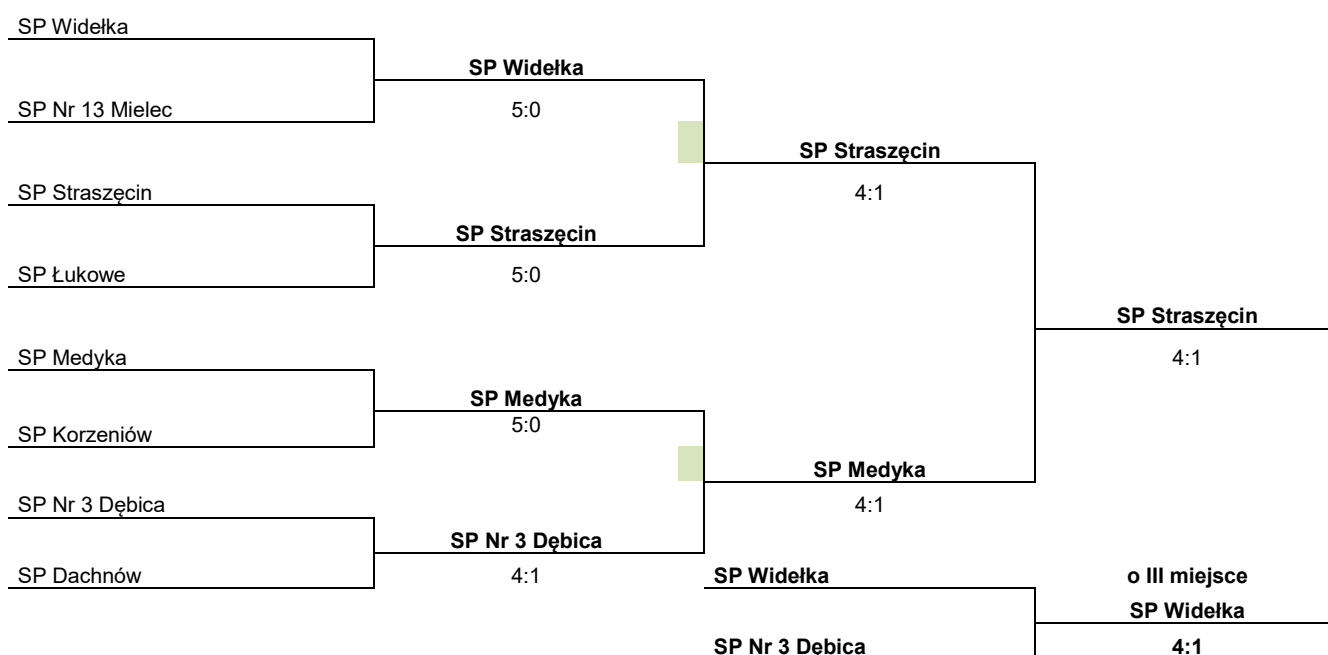 SP Widełka
SP Widełka
SP Nr 13 Mielec
5:0
SP Straszęcin
SP Straszęcin
4:1
SP Straszęcin
SP Łukowe
5:0
SP Straszęcin
SP Medyka
4:1
SP Medyka
5:0
SP Korzeniów
SP Medyka
SP Nr 3 Dębica
4:1
SP Nr 3 Dębica
SP Dachnów
4:1
SP Widełka
o III miejsce
SP Widełka
SP Nr 3 Dębica
4:1